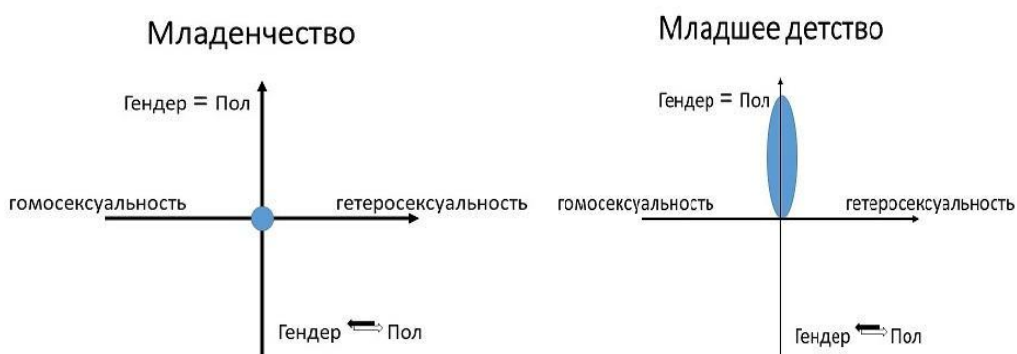 Младенчество
Гендер = Пол
гомосексуальность
гетеросексуальность
Гендер Пол
Младшее детство
Гендер = Пол
гомосексуальность
гетеросексуальность
Гендер Пол